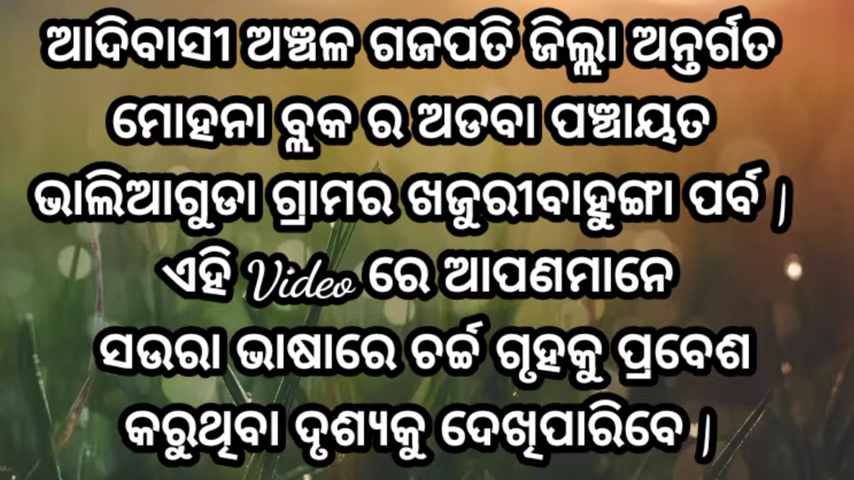 ଆଦିବାସୀ ଅଞ୍ଚଳ ଗଜପତି ଜିଲ୍ଲା ଅନ୍ତର୍ଗତ
ମୋହନା ବ୍ଲକ ର ଅଡବା ପଞ୍ଚାୟତ
ଭାଲିଆଗୁଡା ଗ୍ରାମର ଖଜୁରୀବାହୁଙ୍ଗା ପର୍ବ |
ଏହି Video ରେ ଆପଣମାନେ
ସଉରା ଭାଷାରେ ଚର୍ଚ୍ଚ ଗୃହକୁ ପ୍ରବେଶ
କରୁଥିବା ଦୃଶ୍ୟକୁ ଦେଖିପାରିବେ |